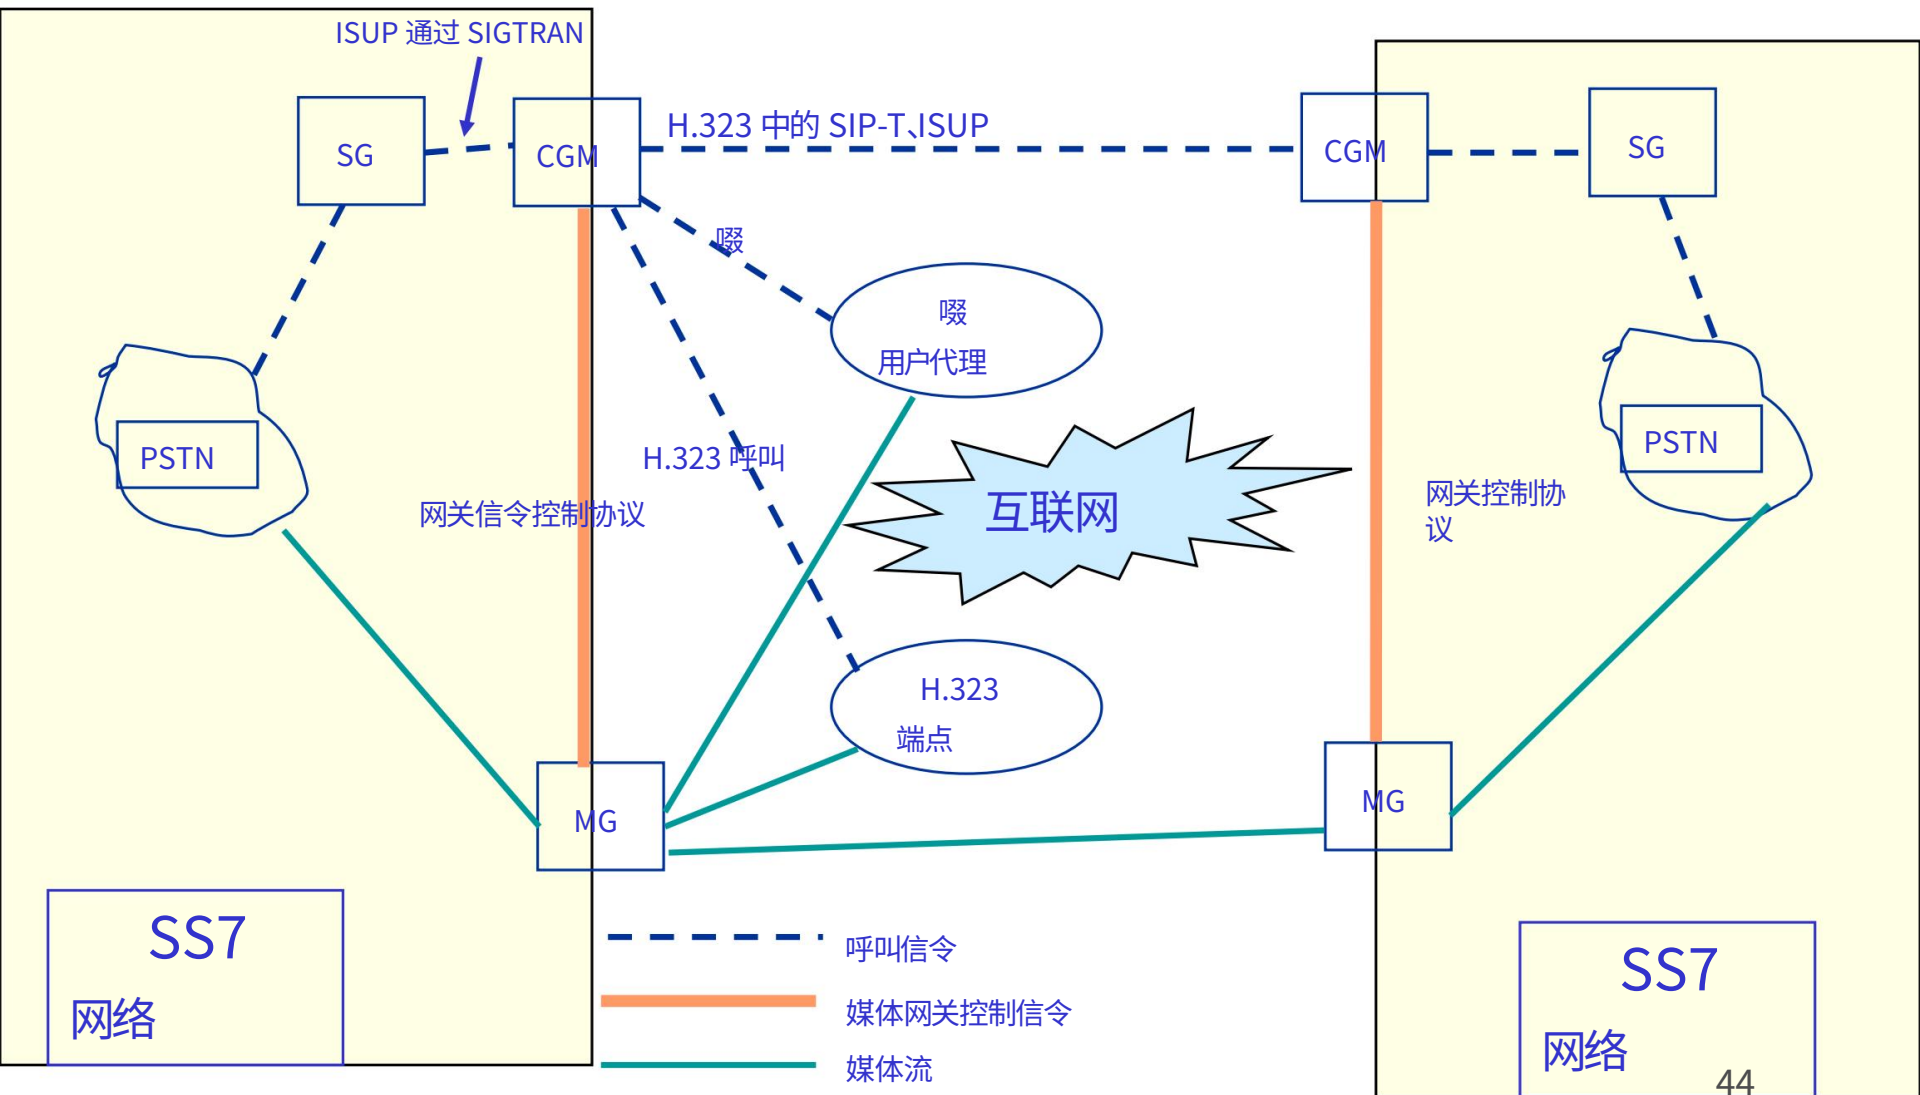 ISUP 通过 SIGTRAN
SG
CGM
H.323 中的 SIP-T、ISUP
CGM
SG
啜
啜
用户代理
PSTN
H.323 呼叫
网关信令控制协议
互联网
网关控制协
议
PSTN
H.323
端点
MG
MG
SS7
网络
呼叫信令
媒体网关控制信令
媒体流
SS7
网络
44